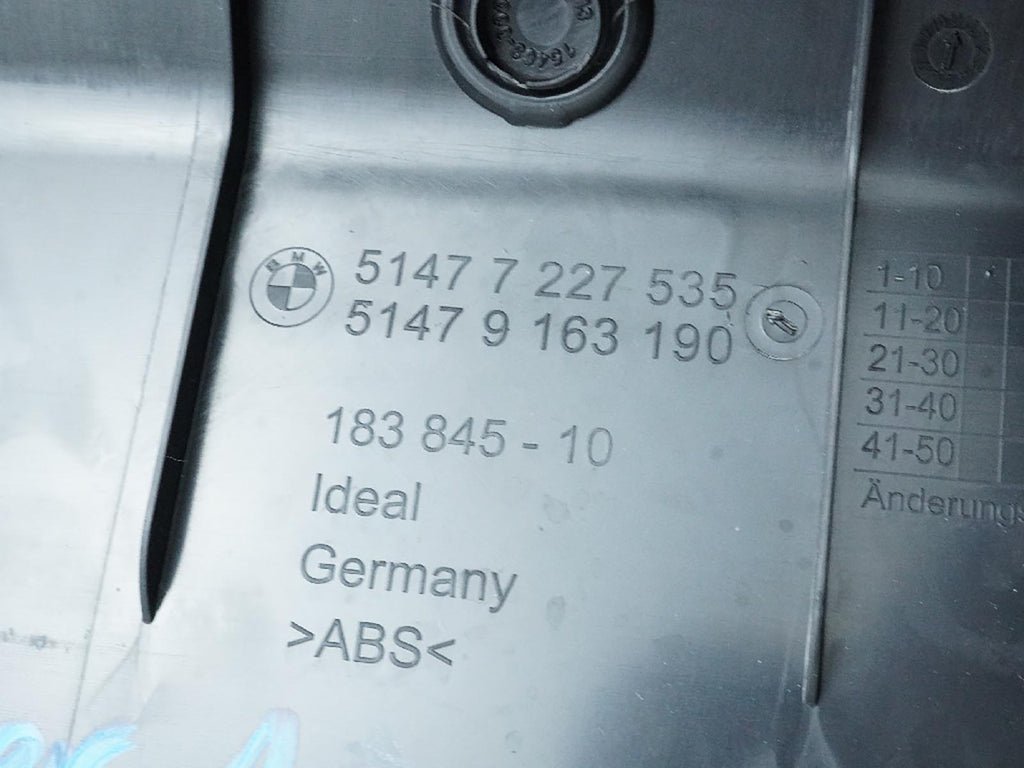 BMW
5147 7 227 535
5147 9 163 190
183 845 - 10
Ideal
Germany
>ABS<
1-10
11-20
21-30
31-40
41-50
Änderungs